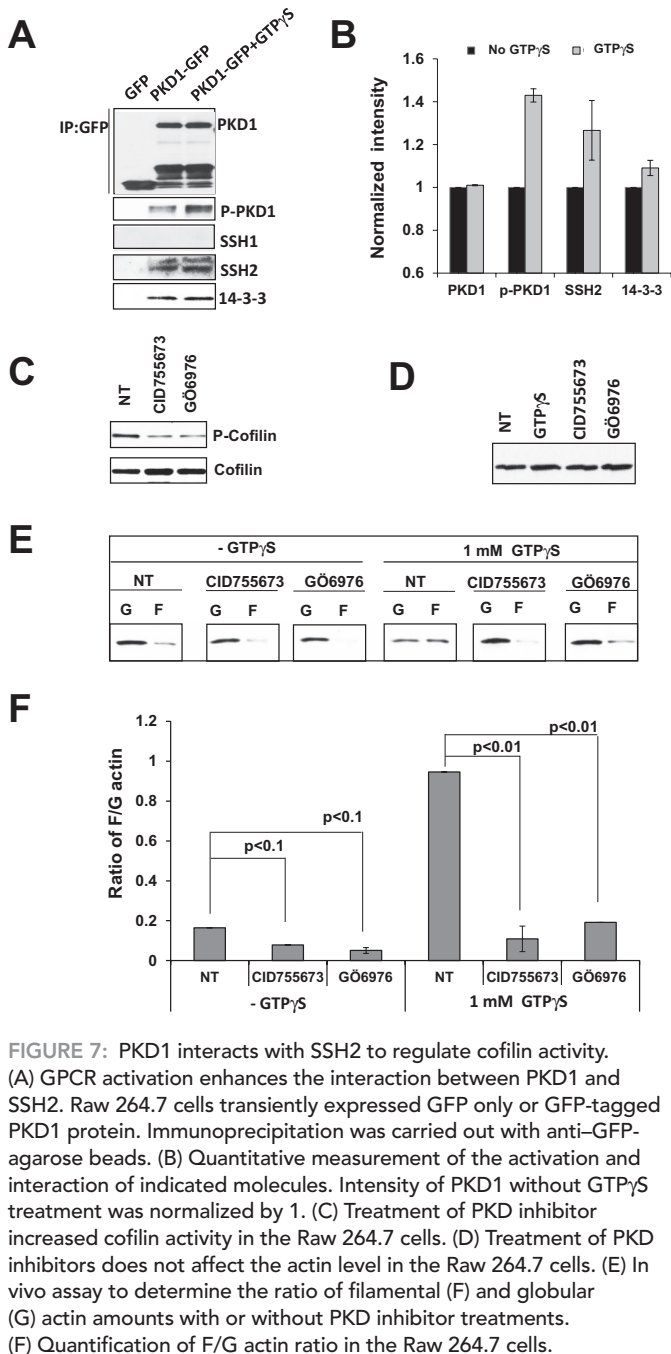 A
GFP
PKD1-GFP
PKD1-GFP+GTPγS
IP:GFP
PKD1
P-PKD1
SSH1
SSH2
14-3-3
B
No GTPγS GTPγS
Normalized intensity
1.6
1.4
1.2
1
0.8
0.6
PKD1 p-PKD1 SSH2 14-3-3
C
NT
CID755673
GÖ6976
P-Cofilin
Cofilin
D
NT
GTPγS
CID755673
GÖ6976
E
- GTPγS 1 mM GTPγS
NT CID755673 GÖ6976 NT CID755673 GÖ6976
G F G F G F G F G F G F
F
Ratio of F/G actin
1.2
1
0.8
0.6
0.4
0.2
0
p<0.1
p<0.1
p<0.01
p<0.01
NT CID755673 GÖ6976 NT CID755673 GÖ6976
- GTPγS 1 mM GTPγS
FIGURE 7: PKD1 interacts with SSH2 to regulate cofilin activity.
(A) GPCR activation enhances the interaction between PKD1 and
SSH2. Raw 264.7 cells transiently expressed GFP only or GFP-tagged
PKD1 protein. Immunoprecipitation was carried out with anti–GFP-
agarose beads. (B) Quantitative measurement of the activation and
interaction of indicated molecules. Intensity of PKD1 without GTPγS
treatment was normalized by 1. (C) Treatment of PKD inhibitor
increased cofilin activity in the Raw 264.7 cells. (D) Treatment of PKD
inhibitors does not affect the actin level in the Raw 264.7 cells. (E) In
vivo assay to determine the ratio of filamental (F) and globular
(G) actin amounts with or without PKD inhibitor treatments.
(F) Quantification of F/G actin ratio in the Raw 264.7 cells.